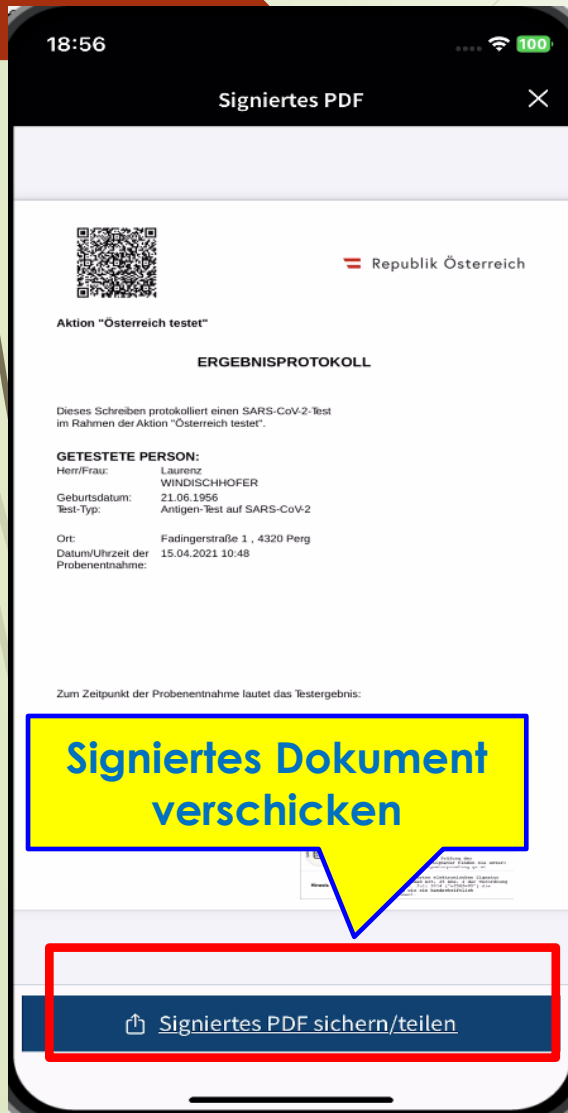 18:56
100
Signiertes PDF
Republik Österreich
Aktion "Österreich testet"
ERGEBNISPROTOKOLL
Dieses Schreiben protokolliert einen SARS-CoV-2-Test
im Rahmen der Aktion "Österreich testet".
GETESTETE PERSON:
Herr/Frau: Laurenz
WINDISCHHOFER
Geburtsdatum: 21.06.1956
Test-Typ: Antigen-Test auf SARS-CoV-2
Ort: Fadingerstraße 1 , 4320 Perg
Datum/Uhrzeit der 15.04.2021 10:48
Probenentnahme:
Zum Zeitpunkt der Probenentnahme lautet das Testergebnis:
Signiertes Dokument
verschicken
Signiertes PDF sichern/teilen